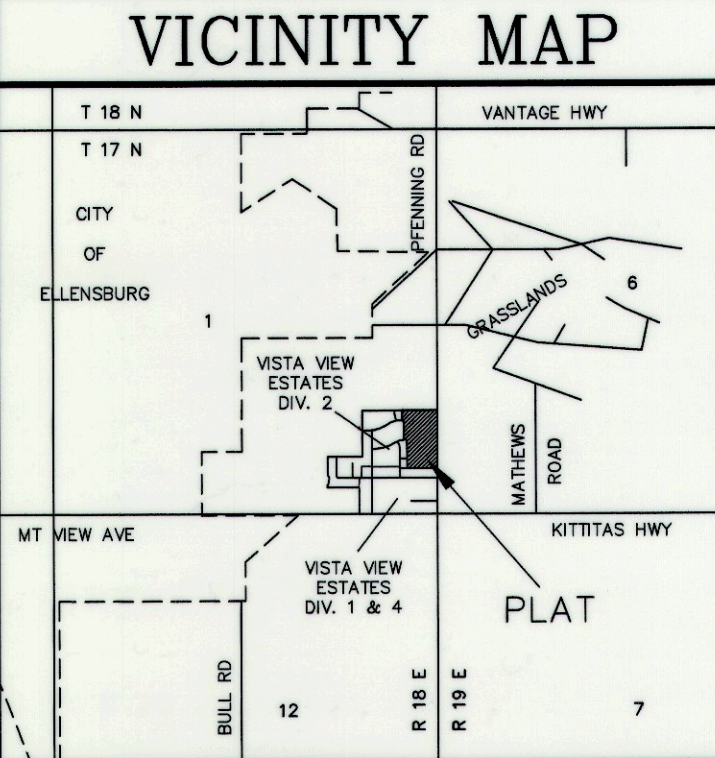 VICINITY MAP
T 18 N
VANTAGE HWY
T 17 N
PFENNING RD
CITY
OF
ELLENSBURG
1
GRASSLANDS
6
VISTA VIEW
ESTATES
DIV. 2
MATHEWS
ROAD
MT VIEW AVE
KITTITAS HWY
VISTA VIEW
ESTATES
DIV. 1 & 4
PLAT
BULL RD
12
R 18 E
R 19 E
7